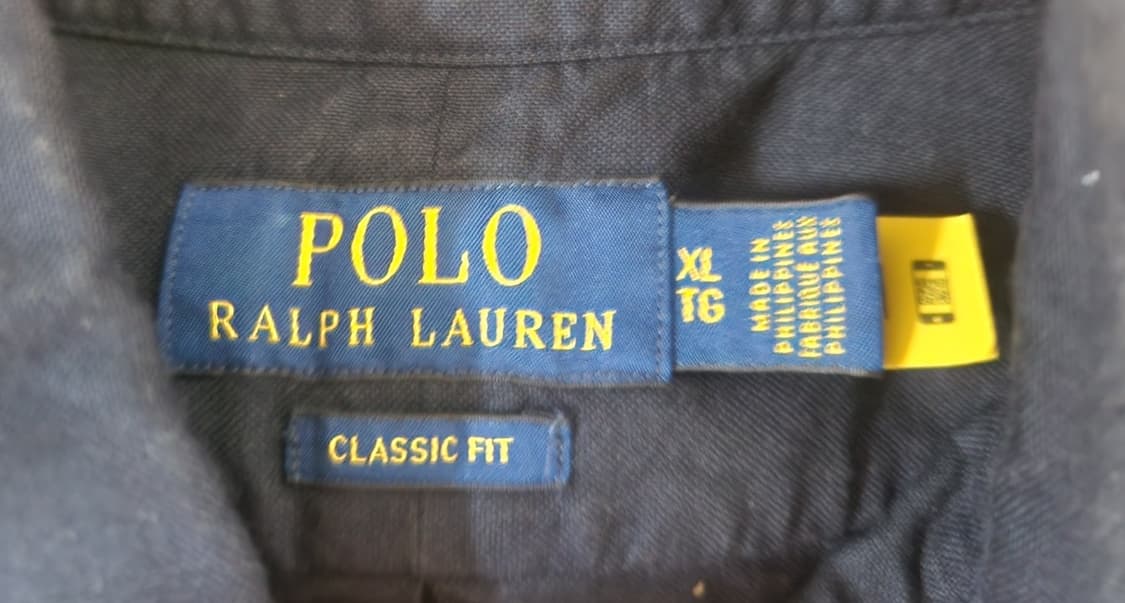 POLO
RALPH LAUREN
XL
TG
MADE IN
PHILIPPINES
FABRIQUÉ AUX
PHILIPPINES
CLASSIC FIT